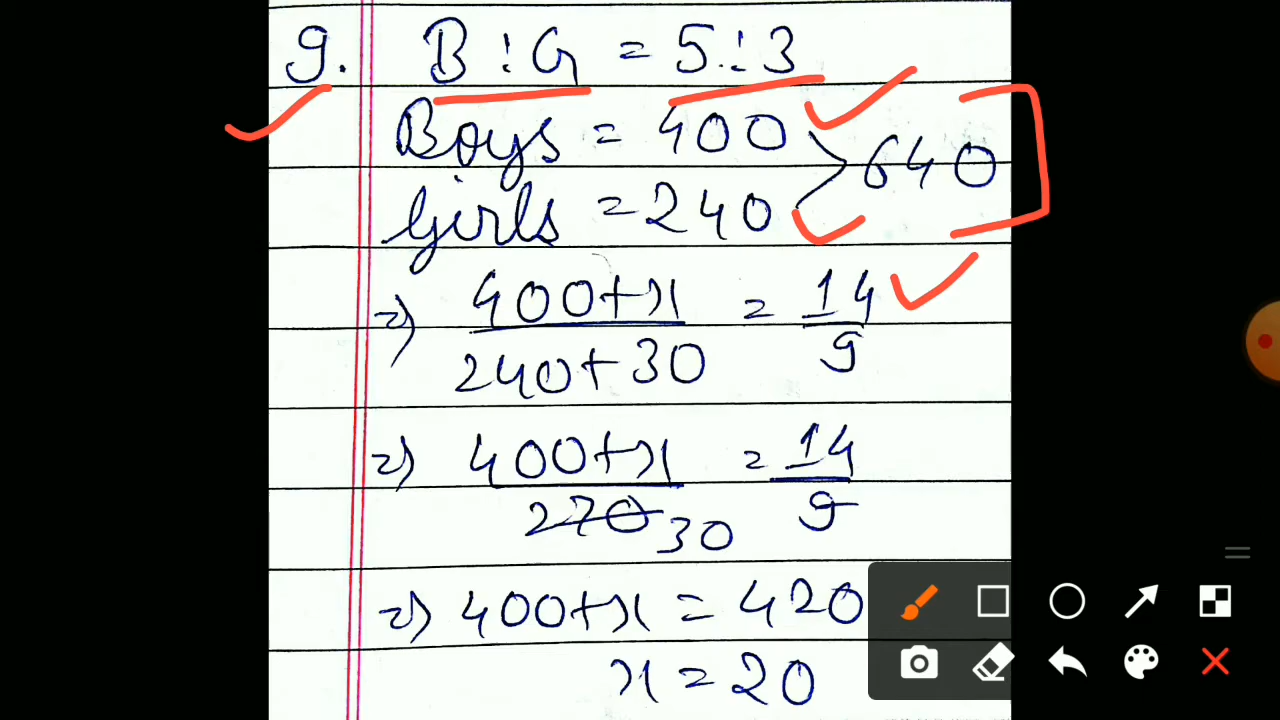 9. B : G = 5 : 3
Boys = 400
Girls = 240 > 640
⇒ 400+x / 240+30 = 14 / 9
⇒ 400+x / 270 30 = 14 / 9
⇒ 400+x = 420
x = 20